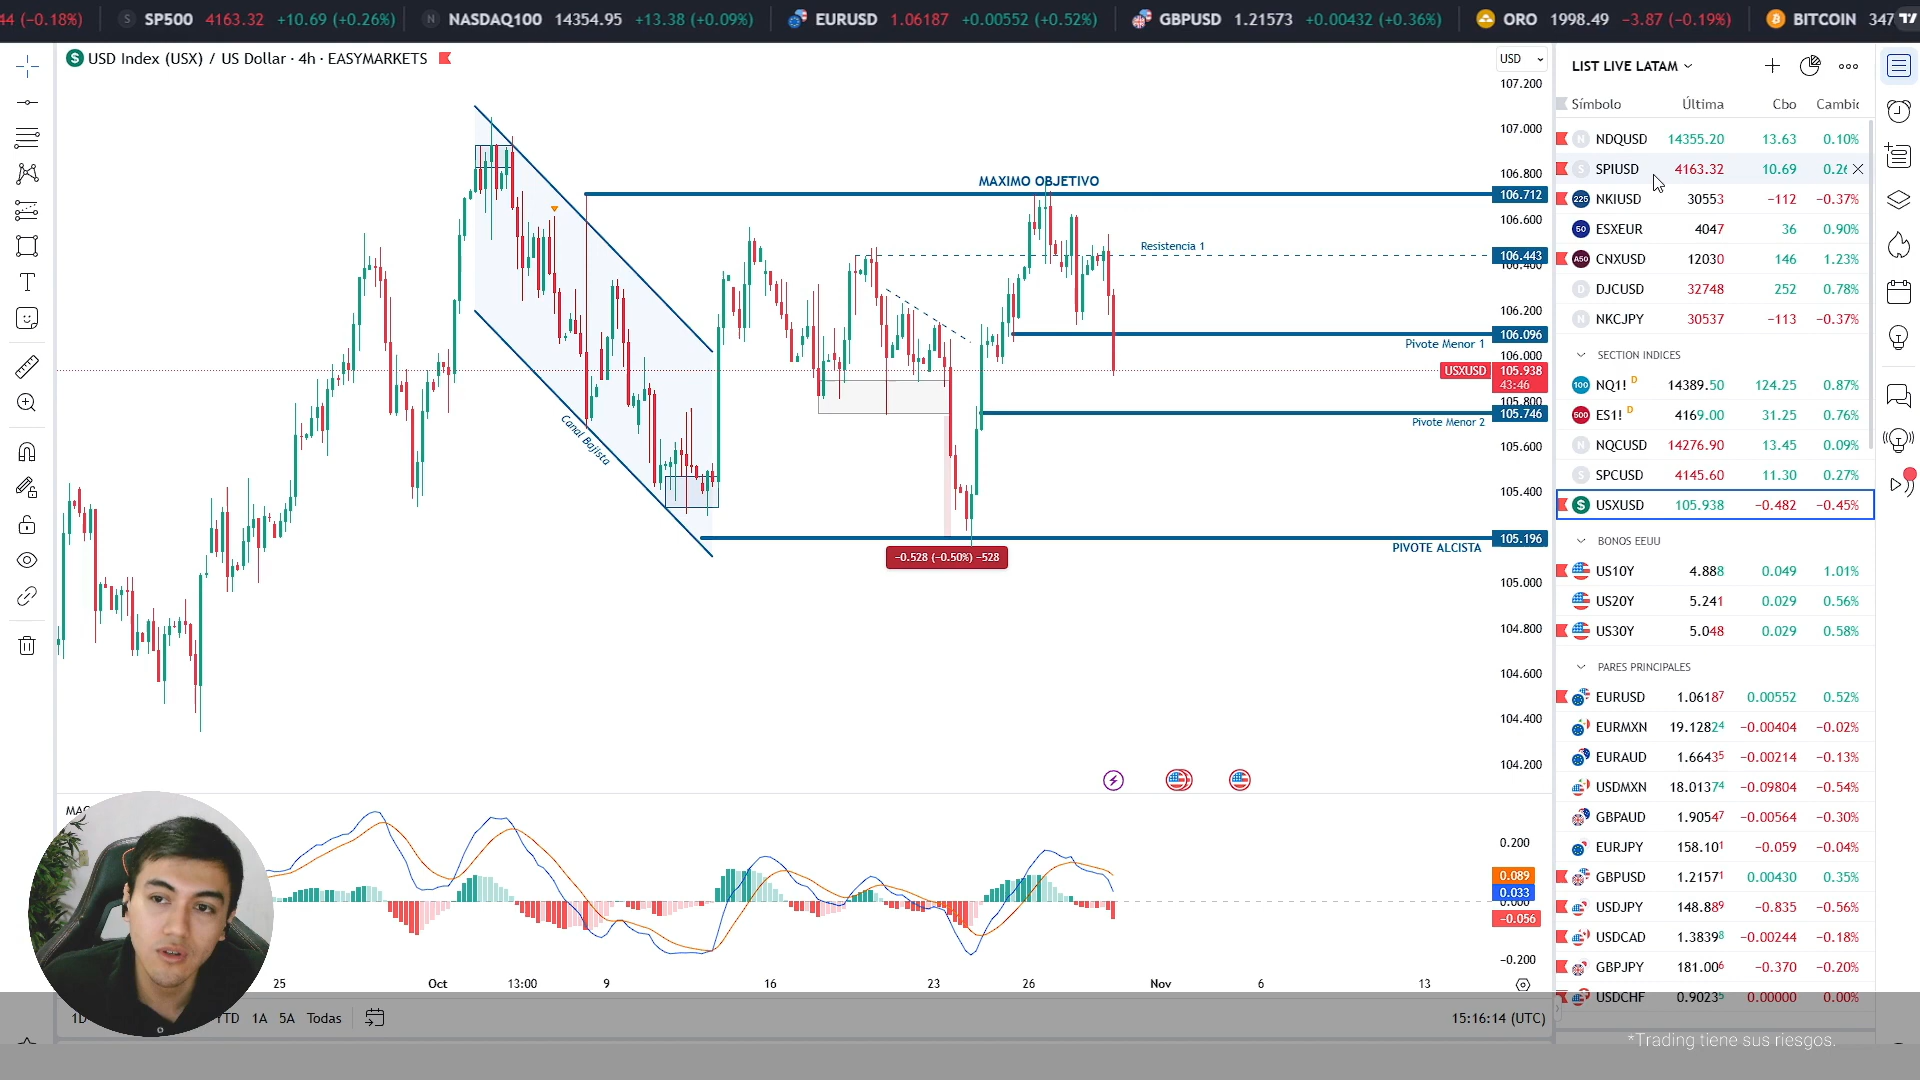 44 (−0.18%) SP500 4163.32 +10.69 (+0.26%) NASDAQ100 14354.95 +13.38 (+0.09%) EURUSD 1.06187 +0.00552 (+0.52%) GBPUSD 1.21573 +0.00432 (+0.36%) ORO 1998.49 −3.87 (−0.19%) BITCOIN 347
USD Index (USX) / US Dollar · 4h · EASYMARKETS
USD
107.200
107.000
106.800
MAXIMO OBJETIVO
106.712
106.600
Resistencia 1
106.443
106.400
106.200
106.096
Pivote Menor 1
106.000
USXUSD 105.938
43:46
105.800
105.746
Pivote Menor 2
Canal Bajista
105.600
105.400
105.196
PIVOTE ALCISTA
−0.528 (−0.50%) −528
105.000
104.800
104.600
104.400
104.200
0.200
0.089
0.033
0.000
−0.056
−0.200
25 Oct 13:00 9 16 23 26 Nov 6 13
YTD 1A 5A Todas
15:16:14 (UTC)
LIST LIVE LATAM
Símbolo Última Cbo
NDQUSD 14355.20 13.63 0.10%
SPIUSD 4163.32 10.69 0.26
225 NKIUSD 30553 −112 −0.37%
50 ESXEUR 4047 36 0.90%
A50 CNXUSD 12030 146 1.23%
D DJCUSD 32748 252 0.78%
N NKCJPY 30537 −113 −0.37%
SECTION INDICES
100 NQ1! D 14389.50 124.25 0.87%
500 ES1! D 4169.00 31.25 0.76%
N NQCUSD 14276.90 13.45 0.09%
S SPCUSD 4145.60 11.30 0.27%
$ USXUSD 105.938 −0.482 −0.45%
BONOS EEUU
US10Y 4.888 0.049 1.01%
US20Y 5.241 0.029 0.56%
US30Y 5.048 0.029 0.58%
PARES PRINCIPALES
EURUSD 1.06187 0.00552 0.52%
EURMXN 19.12824 −0.00404 −0.02%
EURAUD 1.66435 −0.00214 −0.13%
USDMXN 18.01374 −0.09804 −0.54%
GBPAUD 1.90547 −0.00564 −0.30%
EURJPY 158.101 −0.059 −0.04%
GBPUSD 1.21571 0.00430 0.35%
USDJPY 148.889 −0.835 −0.56%
USDCAD 1.38398 −0.00244 −0.18%
GBPJPY 181.006 −0.370 −0.20%
USDCHF 0.90235 0.00000 0.00%
*Trading tiene sus riesgos.